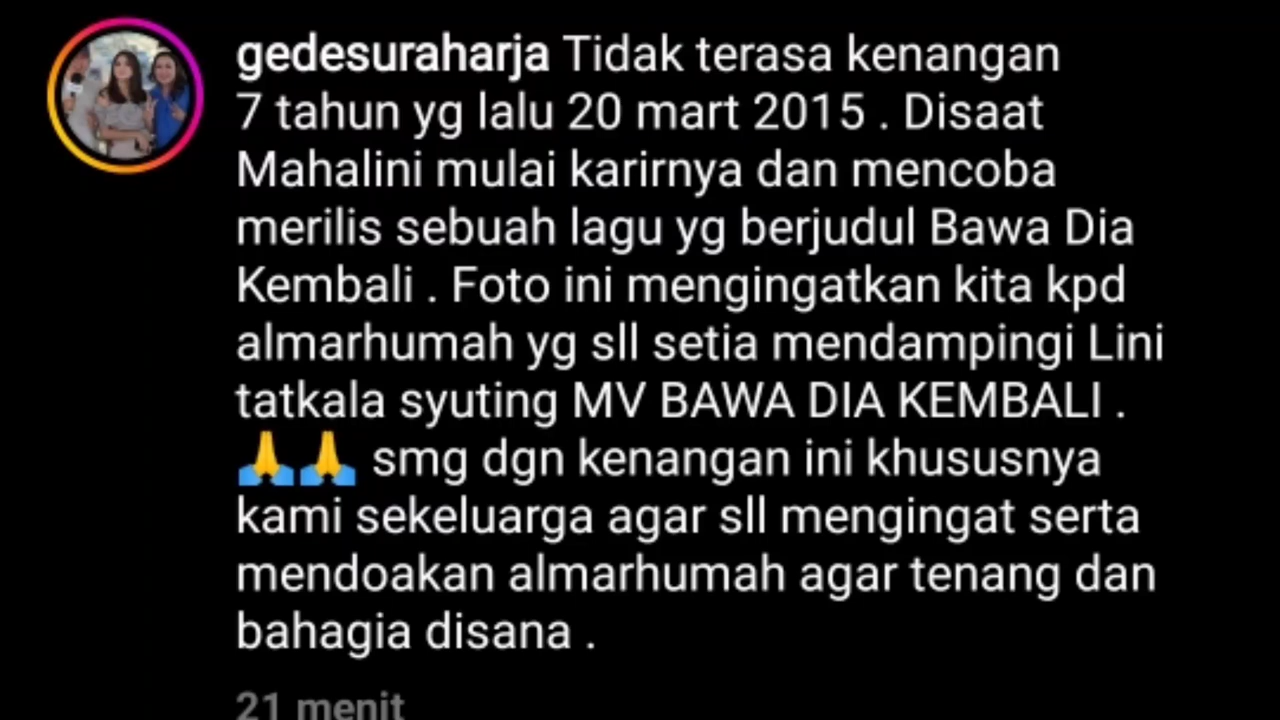 gedesuraharja Tidak terasa kenangan
7 tahun yg lalu 20 mart 2015 . Disaat
Mahalini mulai karirnya dan mencoba
merilis sebuah lagu yg berjudul Bawa Dia
Kembali . Foto ini mengingatkan kita kpd
almarhumah yg sll setia mendampingi Lini
tatkala syuting MV BAWA DIA KEMBALI .
🙏🙏 smg dgn kenangan ini khususnya
kami sekeluarga agar sll mengingat serta
mendoakan almarhumah agar tenang dan
bahagia disana .
21 menit